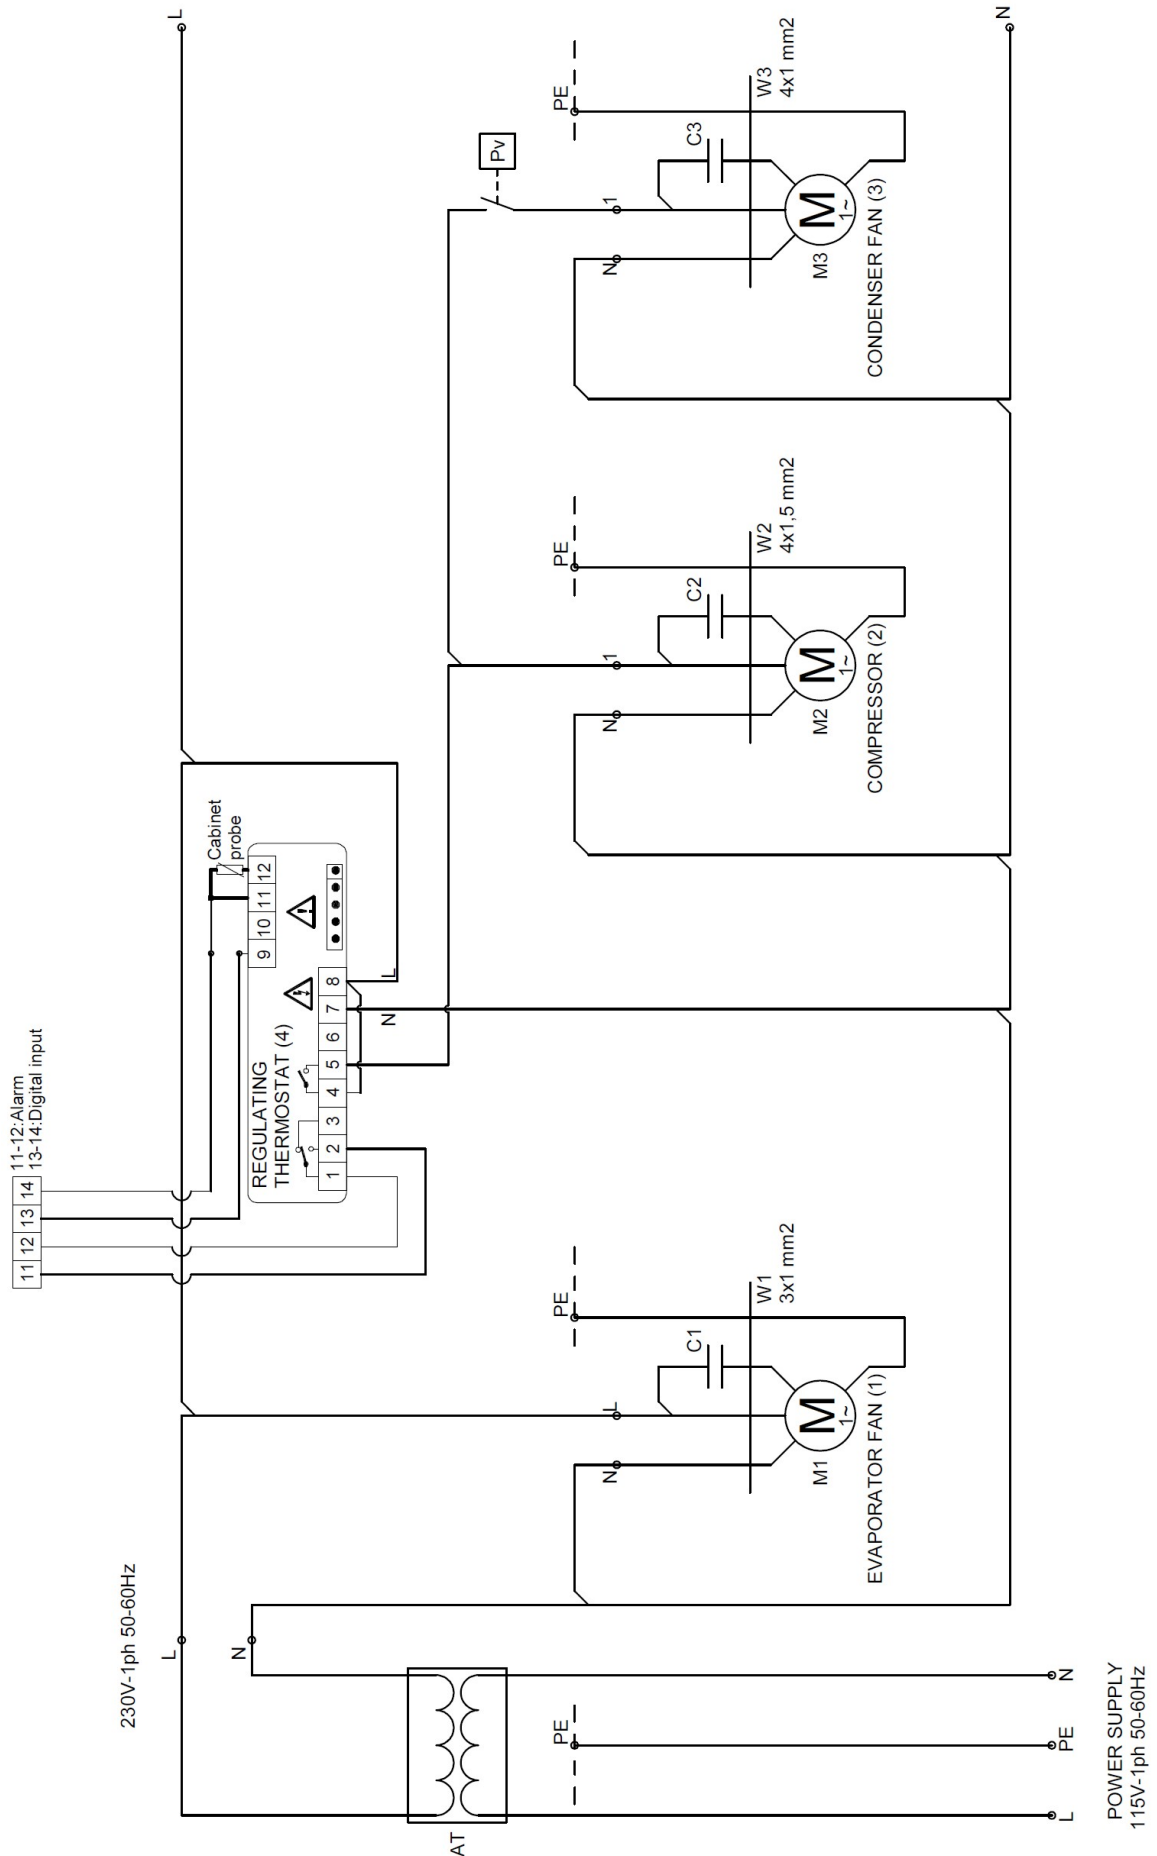 POWER SUPPLY
115V-1ph 50-60Hz
L
PE
N
PE
AT
230V-1ph 50-60Hz
L
N
EVAPORATOR FAN (1)
M1
M
1~
N
L
C1
PE
W1
3x1 mm2
11
12
13
14
11-12:Alarm
13-14:Digital input
REGULATING
THERMOSTAT (4)
1
2
3
4
5
6
7
8
9
10
11
12
N
L
Cabinet
probe
COMPRESSOR (2)
M2
M
1~
N
1
C2
PE
W2
4x1,5 mm2
CONDENSER FAN (3)
M3
M
1~
N
1
C3
Pv
PE
W3
4x1 mm2
L
N